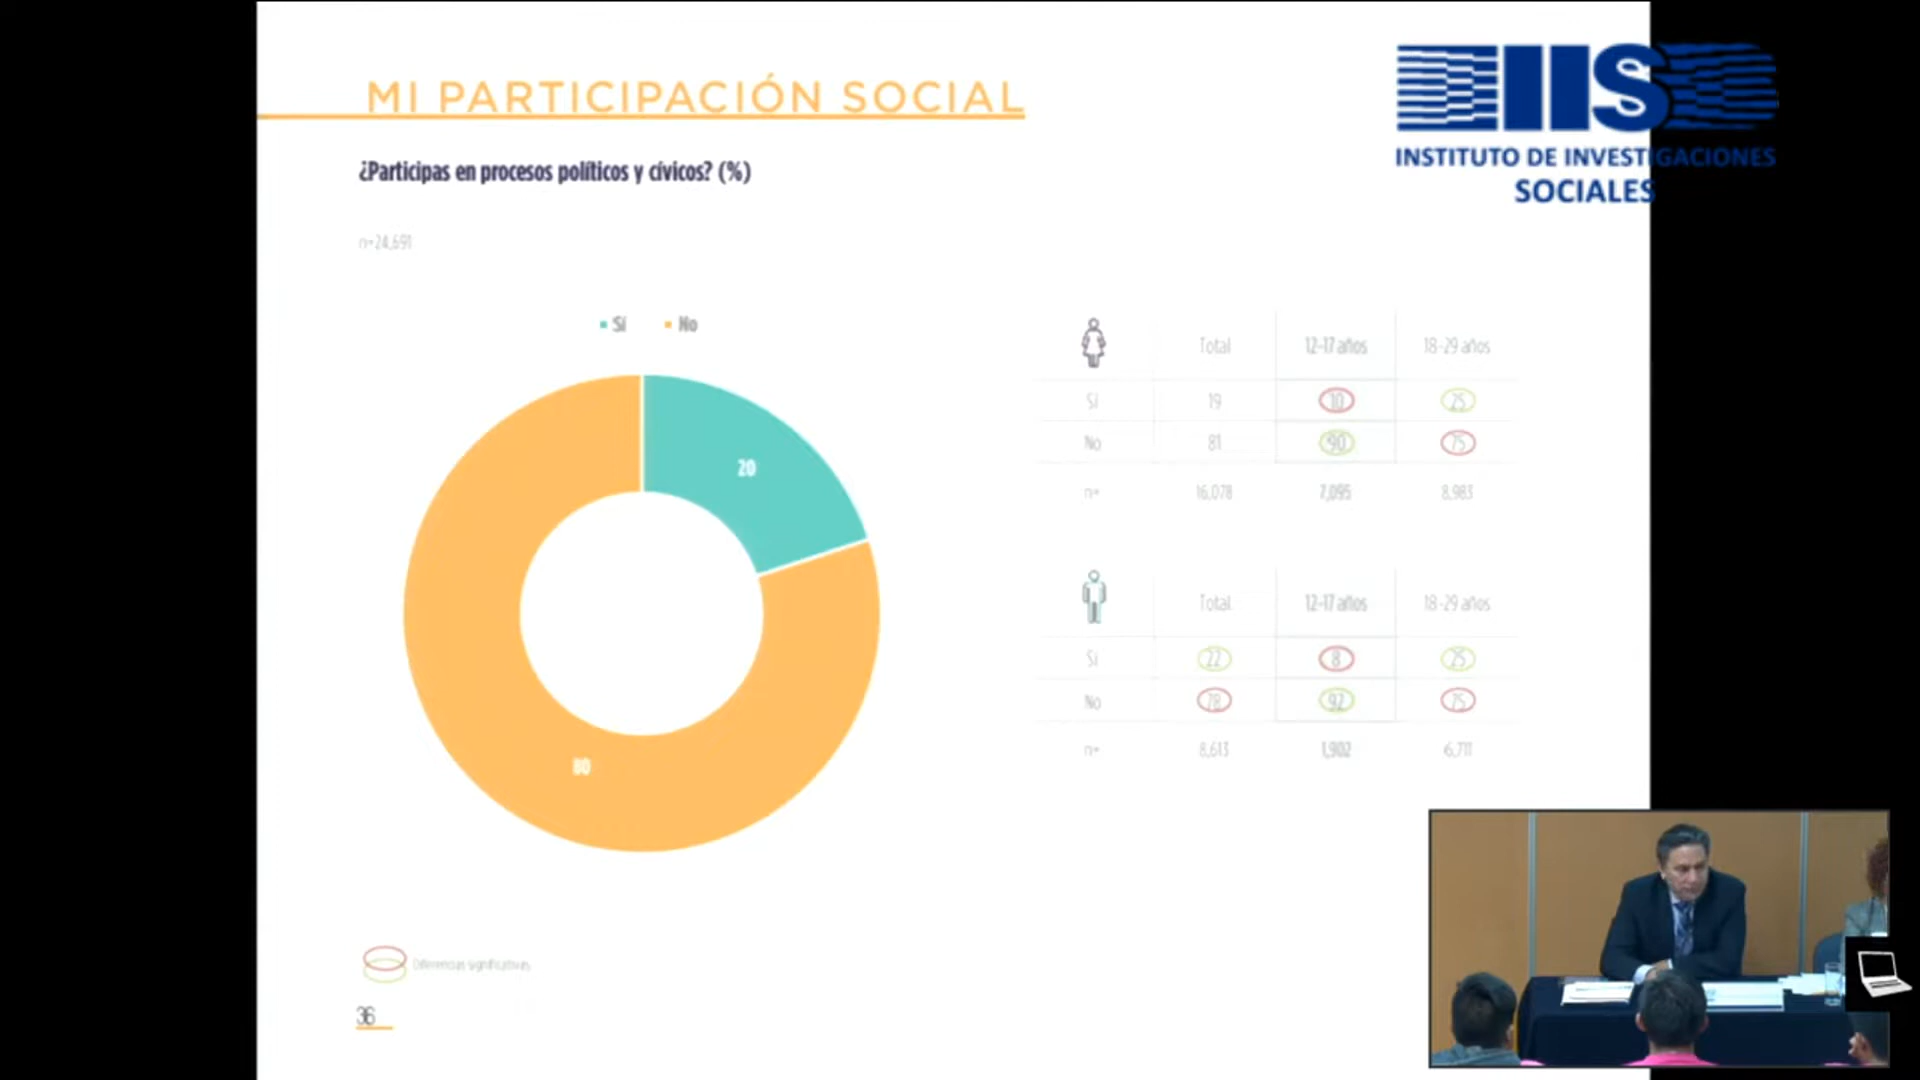 MI PARTICIPACIÓN SOCIAL
IIS
INSTITUTO DE INVESTIGACIONES
SOCIALES
¿Participas en procesos políticos y cívicos? (%)
n=24,691
Sí No
20
80
Total 12-17 años 18-29 años
Sí 19 10 25
No 81 90 75
n= 16,078 7,095 8,983
Total 12-17 años 18-29 años
Sí 22 8 25
No 78 92 75
n= 8,613 1,902 6,711
Diferencias significativas
36